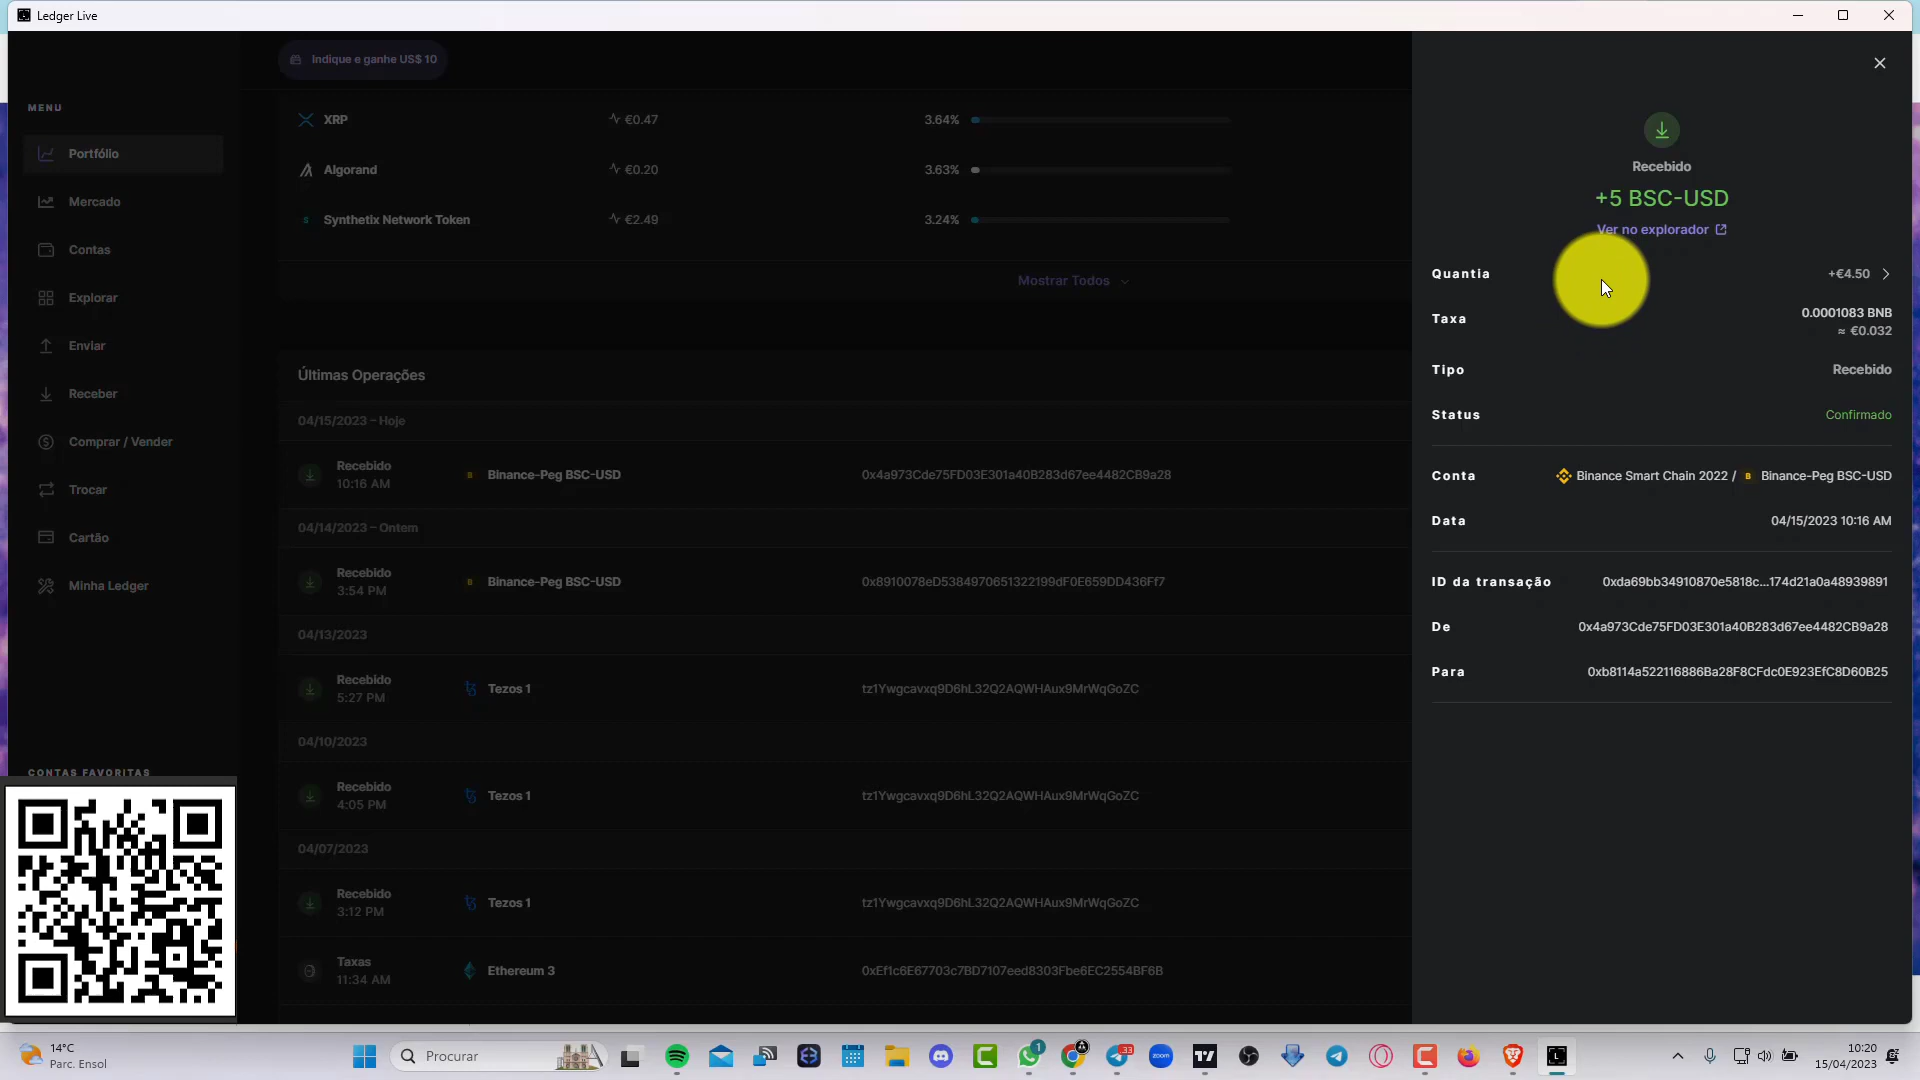 Ledger Live
Indique e ganhe US$ 10
MENU
Portfólio
Mercado
Contas
Explorar
Enviar
Receber
Comprar / Vender
Trocar
Cartão
Minha Ledger
CONTAS FAVORITAS
XRP €0.47 3.64%
Algorand €0.20 3.63%
Synthetix Network Token €2.49 3.24%
Mostrar Todos
Últimas Operações
04/15/2023 – Hoje
Recebido
10:16 AM
Binance-Peg BSC-USD
0x4a973Cde75FD03E301a40B283d67ee4482CB9a28
04/14/2023 – Ontem
Recebido
3:54 PM
Binance-Peg BSC-USD
0x8910078eD5384970651322199dF0E659DD436Ff7
04/13/2023
Recebido
5:27 PM
Tezos 1
tz1Ywgcavxq9D6hL32Q2AQWHAux9MrWqGoZC
04/10/2023
Recebido
4:05 PM
Tezos 1
tz1Ywgcavxq9D6hL32Q2AQWHAux9MrWqGoZC
04/07/2023
Recebido
3:12 PM
Tezos 1
tz1Ywgcavxq9D6hL32Q2AQWHAux9MrWqGoZC
Taxas
11:34 AM
Ethereum 3
0xEf1c6E67703c7BD7107eed8303Fbe6EC2554BF6B
Recebido
+5 BSC-USD
Ver no explorador
Quantia +€4.50
Taxa 0.0001083 BNB
≈ €0.032
Tipo Recebido
Status Confirmado
Conta Binance Smart Chain 2022 / Binance-Peg BSC-USD
Data 04/15/2023 10:16 AM
ID da transação 0xda69bb34910870e5818c...174d21a0a48939891
De 0x4a973Cde75FD03E301a40B283d67ee4482CB9a28
Para 0xb8114a522116886Ba28F8CFdc0E923EfC8D60B25
14°C
Parc. Ensol
Procurar
1
33
zoom
10:20
15/04/2023